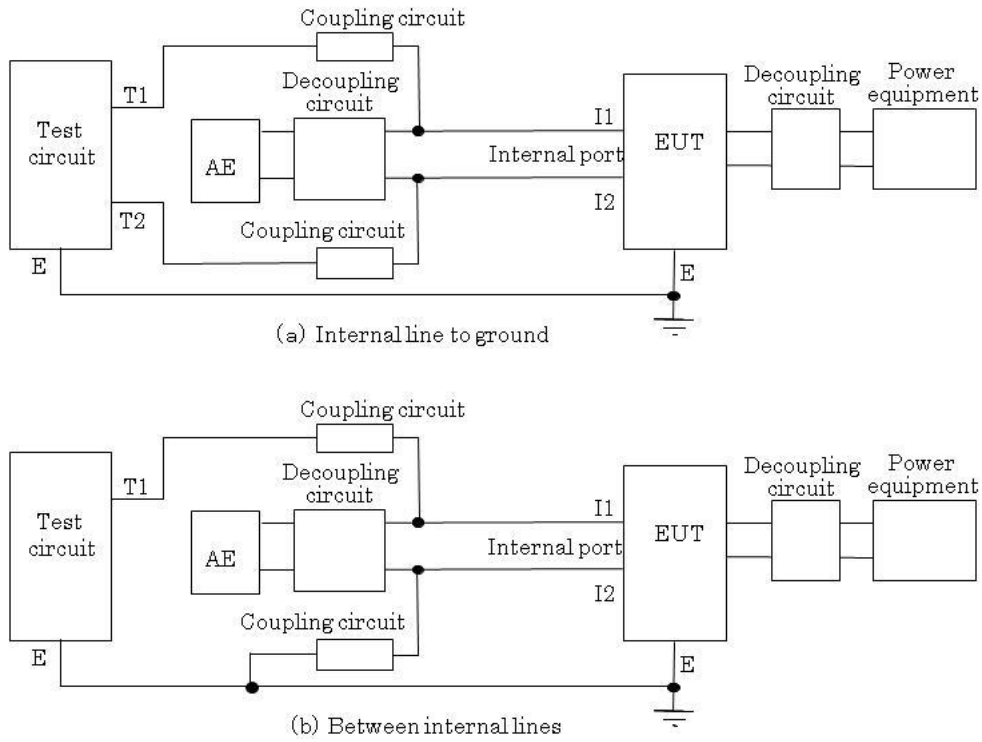 Coupling circuit
T1
Decoupling
circuit
Test
circuit
AE
I1
Internal port
I2
EUT
Decoupling
circuit
Power
equipment
T2
Coupling circuit
E
E
(a) Internal line to ground
Coupling circuit
T1
Decoupling
circuit
Test
circuit
AE
I1
Internal port
I2
EUT
Decoupling
circuit
Power
equipment
Coupling circuit
E
E
(b) Between internal lines